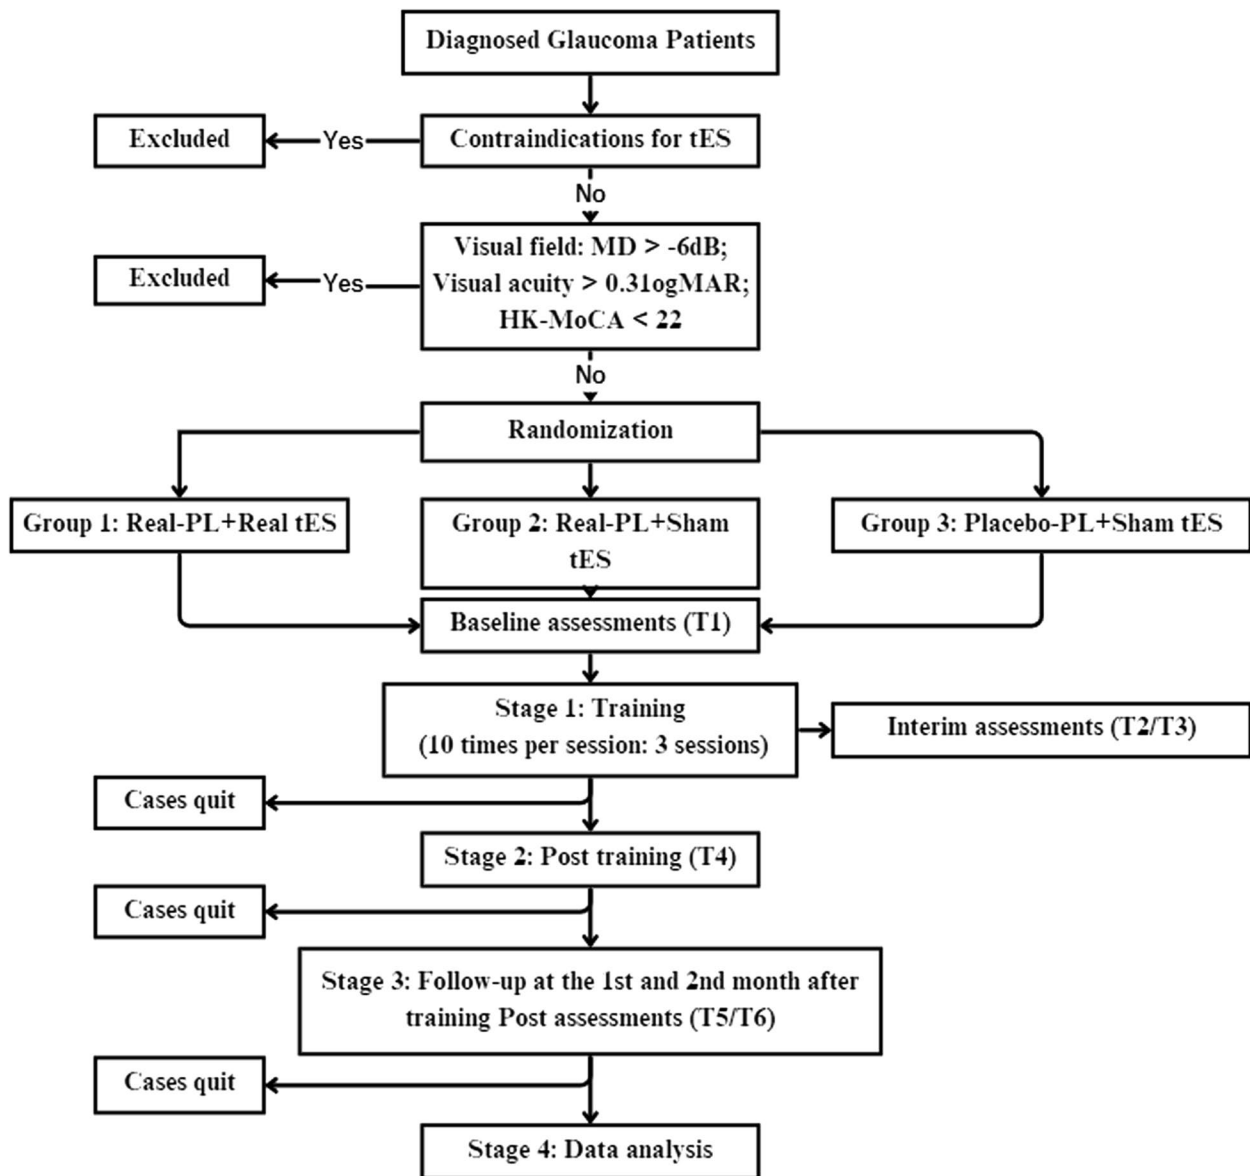 Diagnosed Glaucoma Patients
Excluded
Yes
Contraindications for tES
No
Visual field: MD > -6dB;
Visual acuity > 0.31ogMAR;
HK-MoCA < 22
Excluded
Yes
No
Randomization
Group 1: Real-PL+Real tES
Group 2: Real-PL+Sham
tES
Group 3: Placebo-PL+Sham tES
Baseline assessments (T1)
Stage 1: Training
(10 times per session: 3 sessions)
Interim assessments (T2/T3)
Cases quit
Stage 2: Post training (T4)
Cases quit
Stage 3: Follow-up at the 1st and 2nd month after
training Post assessments (T5/T6)
Cases quit
Stage 4: Data analysis